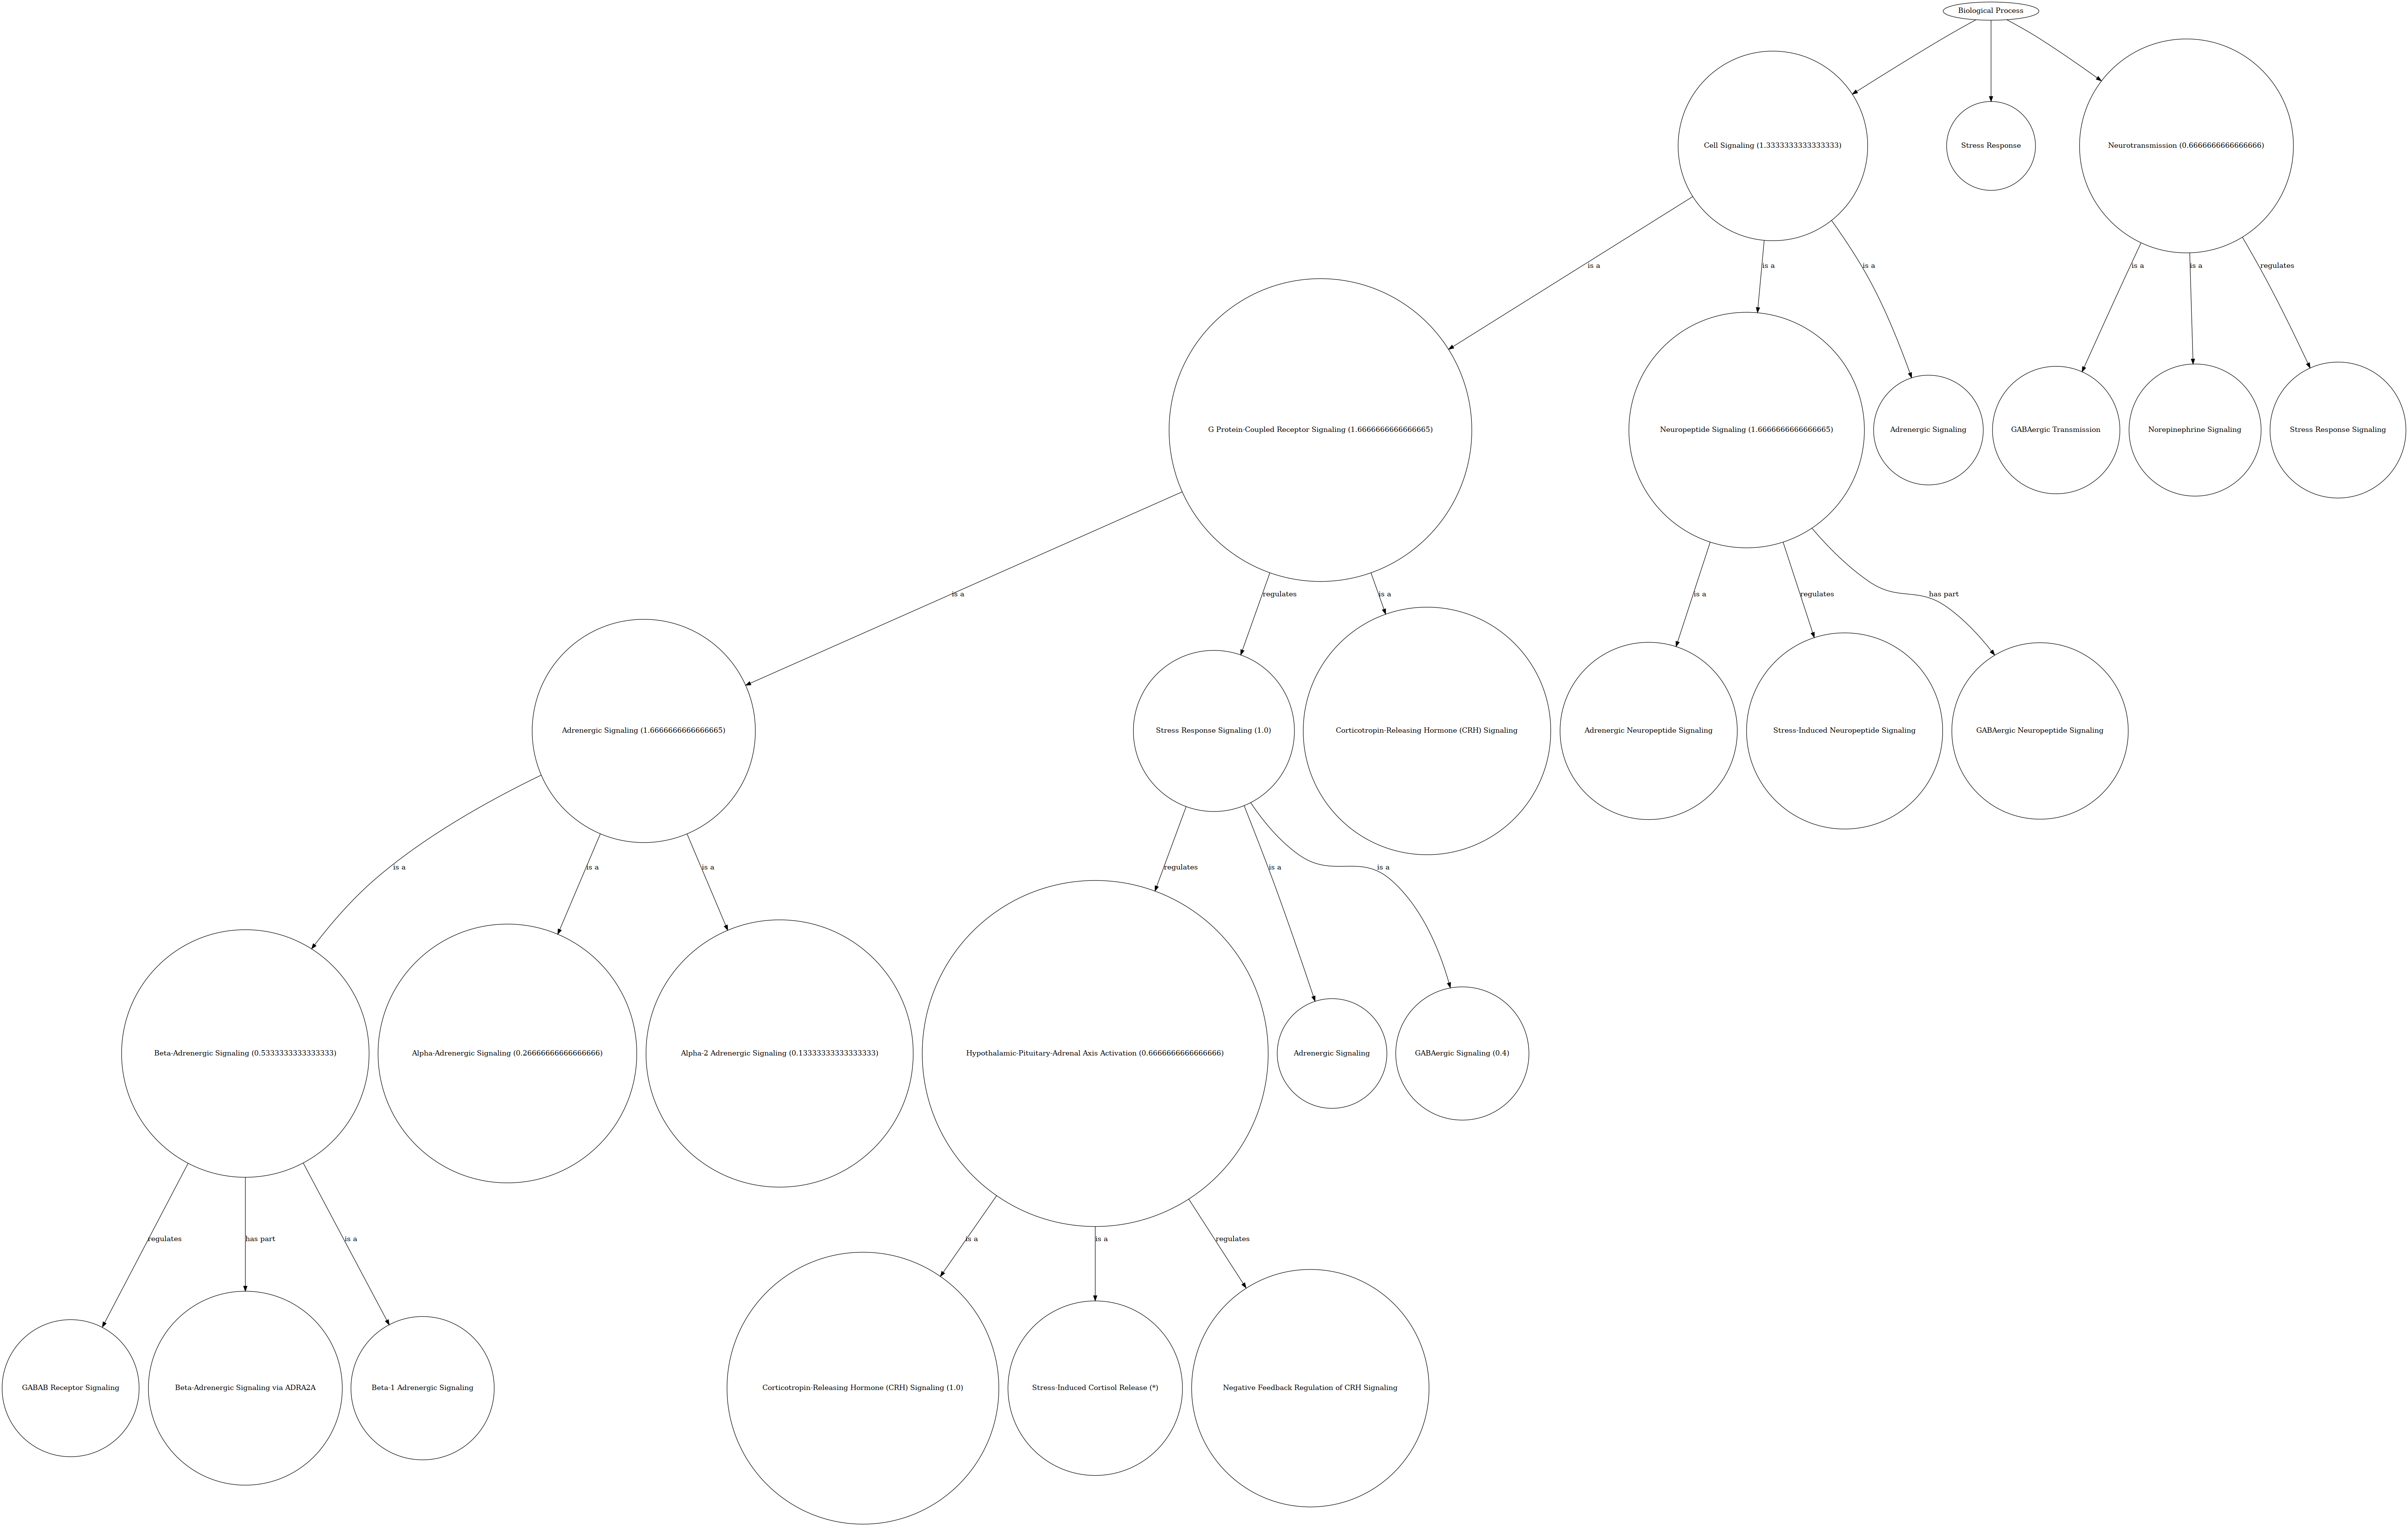 Biological Process
Cell Signaling (1.3333333333333333)
Stress Response
Neurotransmission (0.6666666666666666)
is a
is a
is a
is a
is a
regulates
G Protein-Coupled Receptor Signaling (1.6666666666666665)
Neuropeptide Signaling (1.6666666666666665)
Adrenergic Signaling
GABAergic Transmission
Norepinephrine Signaling
Stress Response Signaling
is a
regulates
is a
is a
regulates
has part
Adrenergic Signaling (1.6666666666666665)
Stress Response Signaling (1.0)
Corticotropin-Releasing Hormone (CRH) Signaling
Adrenergic Neuropeptide Signaling
Stress-Induced Neuropeptide Signaling
GABAergic Neuropeptide Signaling
is a
is a
is a
regulates
is a
is a
Beta-Adrenergic Signaling (0.5333333333333333)
Alpha-Adrenergic Signaling (0.26666666666666666)
Alpha-2 Adrenergic Signaling (0.13333333333333333)
Hypothalamic-Pituitary-Adrenal Axis Activation (0.6666666666666666)
Adrenergic Signaling
GABAergic Signaling (0.4)
regulates
has part
is a
is a
is a
regulates
GABAB Receptor Signaling
Beta-Adrenergic Signaling via ADRA2A
Beta-1 Adrenergic Signaling
Corticotropin-Releasing Hormone (CRH) Signaling (1.0)
Stress-Induced Cortisol Release (*)
Negative Feedback Regulation of CRH Signaling